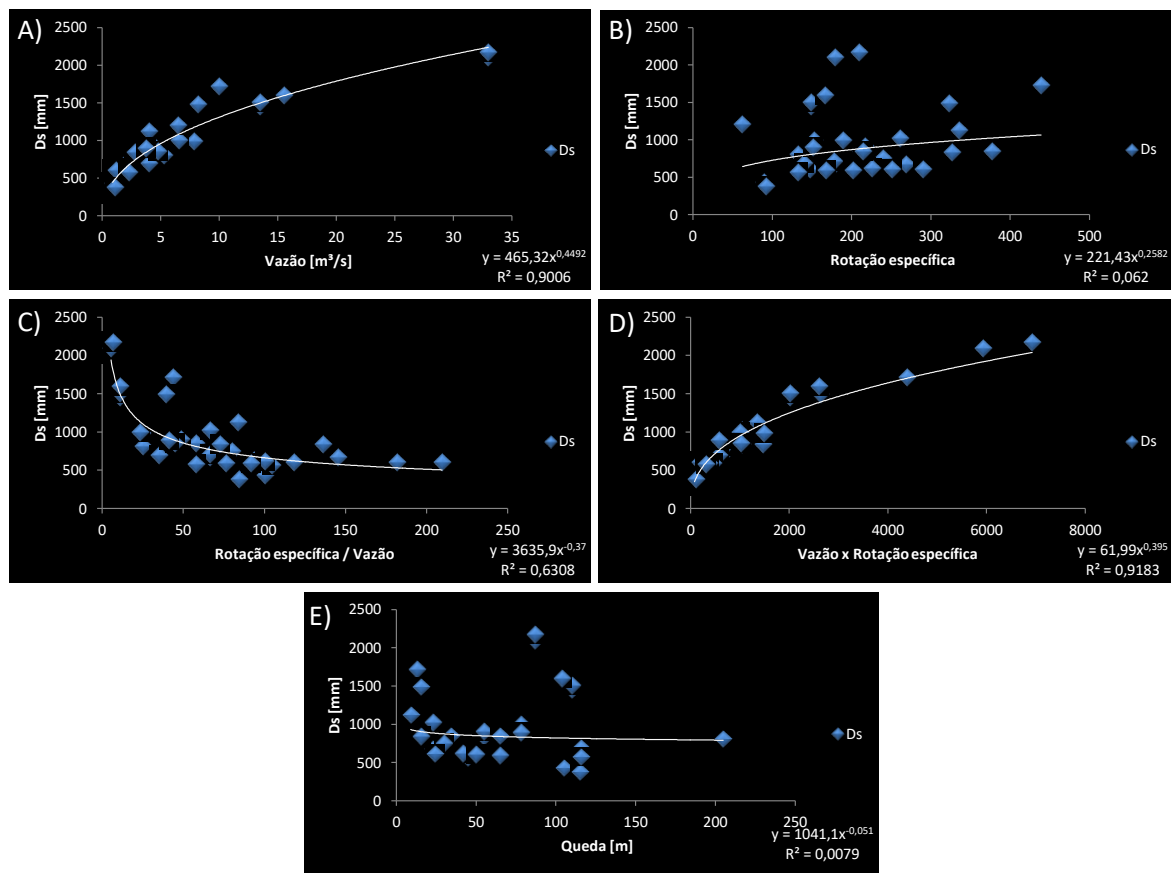 A)
2500
2000
1500
1000
500
0
Ds [mm]
0 5 10 15 20 25 30 35
Vazão [m³/s]
Ds
y = 465,32x^0,4492
R² = 0,9006
B)
2500
2000
1500
1000
500
0
Ds [mm]
0 100 200 300 400 500
Rotação específica
Ds
y = 221,43x^0,2582
R² = 0,062
C)
2500
2000
1500
1000
500
0
Ds [mm]
0 50 100 150 200 250
Rotação específica / Vazão
Ds
y = 3635,9x^-0,37
R² = 0,6308
D)
2500
2000
1500
1000
500
0
Ds [mm]
0 2000 4000 6000 8000
Vazão x Rotação específica
Ds
y = 61,99x^0,395
R² = 0,9183
E)
2500
2000
1500
1000
500
0
Ds [mm]
0 50 100 150 200 250
Queda [m]
Ds
y = 1041,1x^-0,051
R² = 0,0079